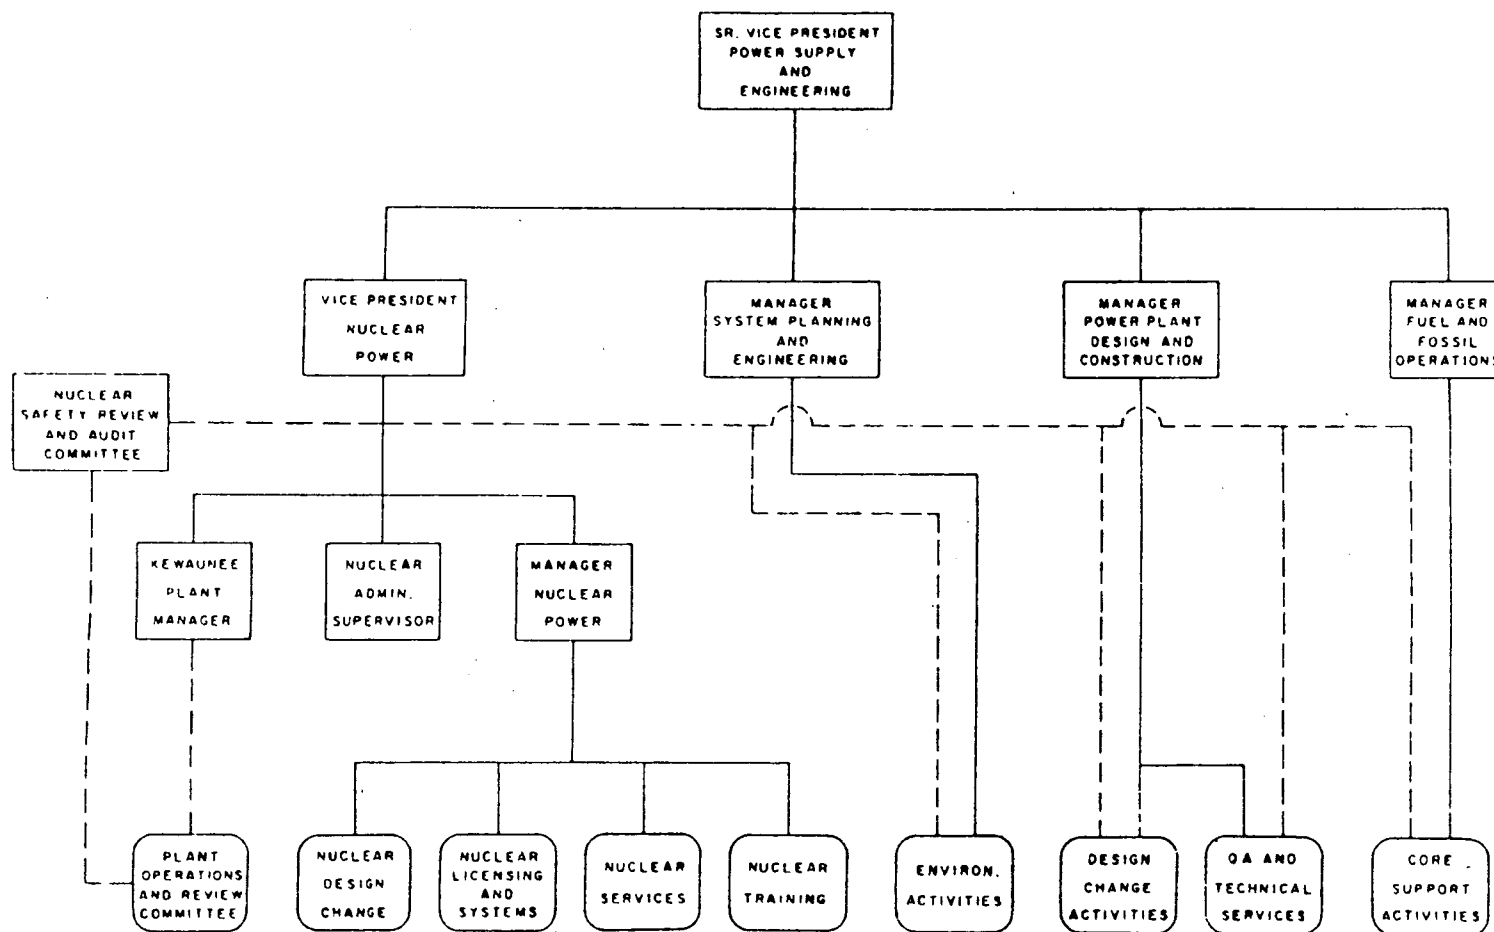 SR. VICE PRESIDENT
POWER SUPPLY
AND
ENGINEERING
VICE PRESIDENT
NUCLEAR
POWER
MANAGER
SYSTEM PLANNING
AND
ENGINEERING
MANAGER
POWER PLANT
DESIGN AND
CONSTRUCTION
MANAGER
FUEL AND
FOSSIL
OPERATIONS
NUCLEAR
SAFETY REVIEW
AND AUDIT
COMMITTEE
KEWAUNEE
PLANT
MANAGER
NUCLEAR
ADMIN.
SUPERVISOR
MANAGER
NUCLEAR
POWER
PLANT
OPERATIONS
AND REVIEW
COMMITTEE
NUCLEAR
DESIGN
CHANGE
NUCLEAR
LICENSING
AND
SYSTEMS
NUCLEAR
SERVICES
NUCLEAR
TRAINING
ENVIRON.
ACTIVITIES
DESIGN
CHANGE
ACTIVITIES
QA AND
TECHNICAL
SERVICES
CORE
SUPPORT
ACTIVITIES